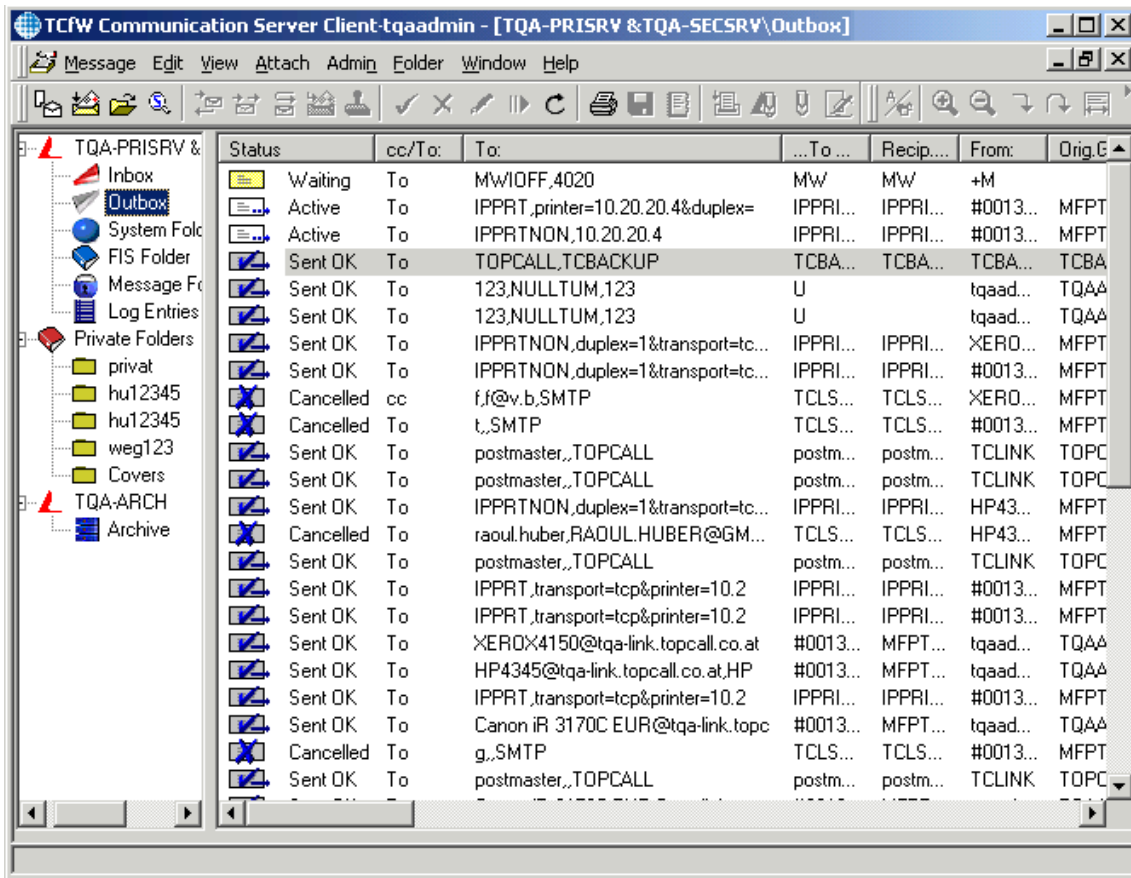 TCfW Communication Server Client-tqaadmin - [TQA-PRISRV &TQA-SECSRV\Outbox]
Message Edit View Attach Admin Folder Window Help
TQA-PRISRV &
Inbox
Outbox
System Fold
FIS Folder
Message Fo
Log Entries
Private Folders
privat
hu12345
hu12345
weg123
Covers
TQA-ARCH
Archive
Status cc/To: To: ...To ... Recip.... From: Orig.G
Waiting To MWIOFF,4020 MW MW +M
Active To IPPRT,printer=10.20.20.4&duplex= IPPRI... IPPRI... #0013... MFPT
Active To IPPRTNON,10.20.20.4 IPPRI... IPPRI... #0013... MFPT
Sent OK To TOPCALL,TCBACKUP TCBA... TCBA... TCBA... TCBA
Sent OK To 123,NULLTUM,123 U tqaad... TQAA
Sent OK To 123,NULLTUM,123 U tqaad... TQAA
Sent OK To IPPRTNON,duplex=1&transport=tc... IPPRI... IPPRI... XERO... MFPT
Sent OK To IPPRTNON,duplex=1&transport=tc... IPPRI... IPPRI... #0013... MFPT
Cancelled cc f,f@v.b,SMTP TCLS... TCLS... XERO... MFPT
Cancelled To t,,SMTP TCLS... TCLS... #0013... MFPT
Sent OK To postmaster,,TOPCALL postm... postm... TCLINK TOPC
Sent OK To postmaster,,TOPCALL postm... postm... TCLINK TOPC
Sent OK To IPPRTNON,duplex=1&transport=tc... IPPRI... IPPRI... HP43... MFPT
Cancelled To raoul.huber,RAOUL.HUBER@GM... TCLS... TCLS... HP43... MFPT
Sent OK To postmaster,,TOPCALL postm... postm... TCLINK TOPC
Sent OK To IPPRT,transport=tcp&printer=10.2 IPPRI... IPPRI... #0013... MFPT
Sent OK To IPPRT,transport=tcp&printer=10.2 IPPRI... IPPRI... #0013... MFPT
Sent OK To XEROX4150@tqa-link.topcall.co.at #0013... MFPT... tqaad... TQAA
Sent OK To HP4345@tqa-link.topcall.co.at,HP #0013... MFPT... tqaad... TQAA
Sent OK To IPPRT,transport=tcp&printer=10.2 IPPRI... IPPRI... #0013... MFPT
Sent OK To Canon iR 3170C EUR@tqa-link.topc #0013... MFPT... tqaad... TQAA
Cancelled To g,,SMTP TCLS... TCLS... #0013... MFPT
Sent OK To postmaster,,TOPCALL postm... postm... TCLINK TOPC